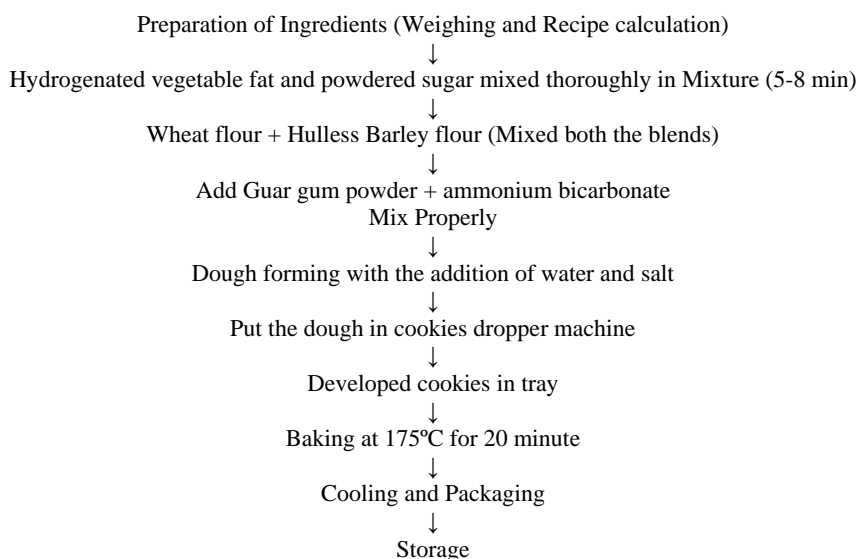 Preparation of Ingredients (Weighing and Recipe calculation)
↓
Hydrogenated vegetable fat and powdered sugar mixed thoroughly in Mixture (5-8 min)
↓
Wheat flour + Hulless Barley flour (Mixed both the blends)
↓
Add Guar gum powder + ammonium bicarbonate
Mix Properly
↓
Dough forming with the addition of water and salt
↓
Put the dough in cookies dropper machine
↓
Developed cookies in tray
↓
Baking at 175ºC for 20 minute
↓
Cooling and Packaging
↓
Storage